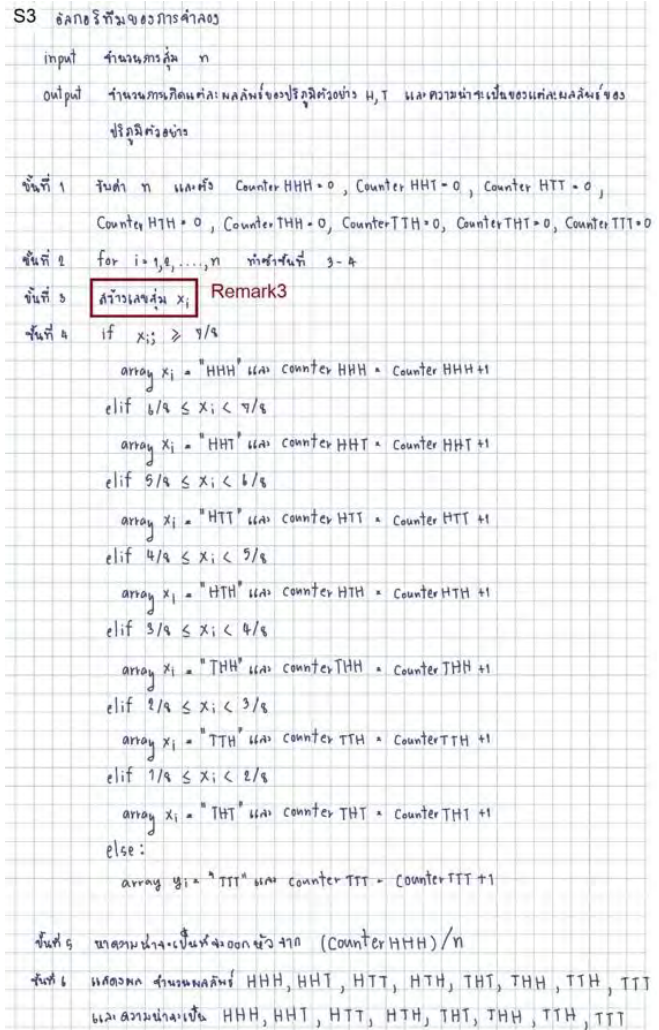 S3 อัลกอริทึมของการจำลอง
input จำนวนการสุ่ม n
output จำนวนการเกิดแต่ละผลลัพธ์ของปริภูมิตัวอย่าง H,T และความน่าจะเป็นของแต่ละผลลัพธ์ของ
ปริภูมิตัวอย่าง
ขั้นที่ 1 รับค่า n และตั้ง Counter HHH = 0 , Counter HHT = 0 , Counter HTT = 0 ,
Counter HTH = 0 , Counter THH = 0, Counter TTH = 0, Counter THT = 0, Counter TTT = 0
ขั้นที่ 2 for i = 1,2,....,n ทำซ้ำขั้นที่ 3-4
ขั้นที่ 3 สร้างเลขสุ่ม xi Remark3
ขั้นที่ 4 if xi; ≥ 7/8
array xi = "HHH" และ counter HHH = Counter HHH +1
elif 6/8 ≤ xi < 7/8
array xi = "HHT" และ counter HHT = Counter HHT +1
elif 5/8 ≤ xi < 6/8
array xi = "HTT" และ counter HTT = Counter HTT +1
elif 4/8 ≤ xi < 5/8
array xi = "HTH" และ counter HTH = Counter HTH +1
elif 3/8 ≤ xi < 4/8
array xi = "THH" และ counter THH = Counter THH +1
elif 2/8 ≤ xi < 3/8
array xi = "TTH" และ counter TTH = Counter TTH +1
elif 1/8 ≤ xi < 2/8
array xi = "THT" และ counter THT = Counter THT +1
else :
array yi = "TTT" และ counter TTT = Counter TTT +1
ขั้นที่ 5 หาความน่าจะเป็นที่จะออกหัว จาก (Counter HHH)/n
ขั้นที่ 6 แสดงผล จำนวนผลลัพธ์ HHH, HHT , HTT , HTH, THT, THH , TTH , TTT
และ ความน่าจะเป็น HHH, HHT , HTT , HTH, THT, THH , TTH , TTT